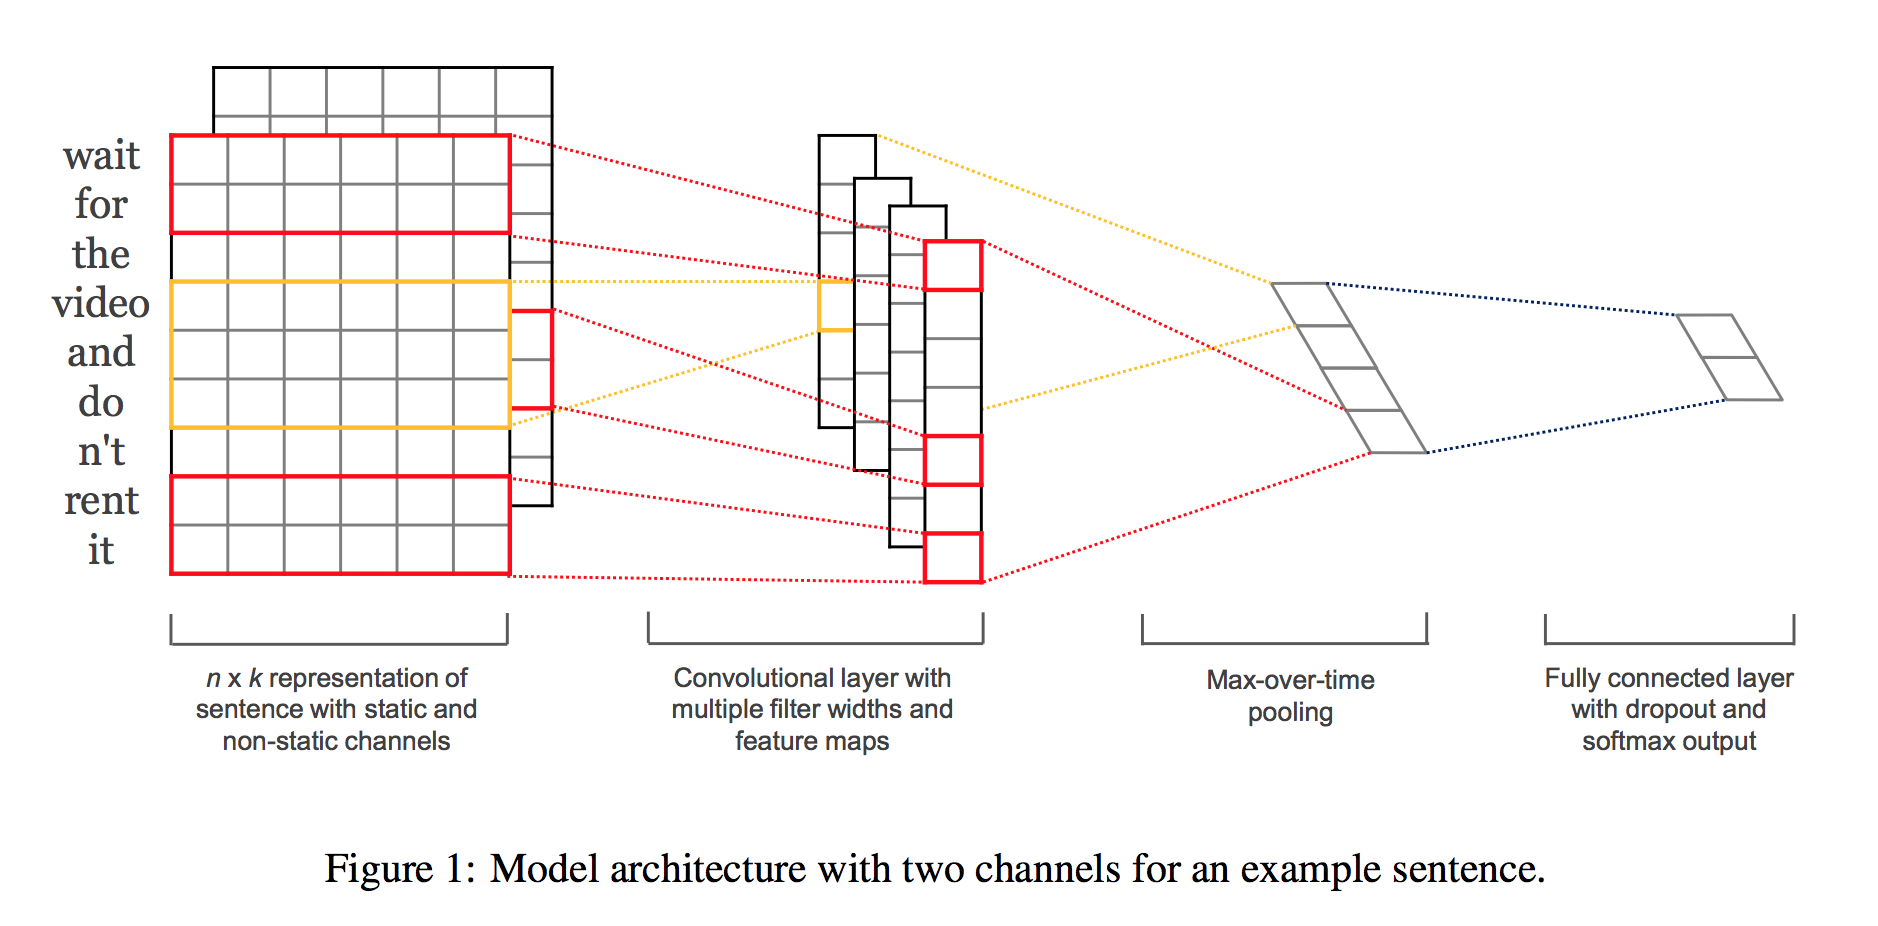 wait
for
the
video
and
do
n't
rent
it
n x k representation of
sentence with static and
non-static channels
Convolutional layer with
multiple filter widths and
feature maps
Max-over-time
pooling
Fully connected layer
with dropout and
softmax output
Figure 1: Model architecture with two channels for an example sentence.